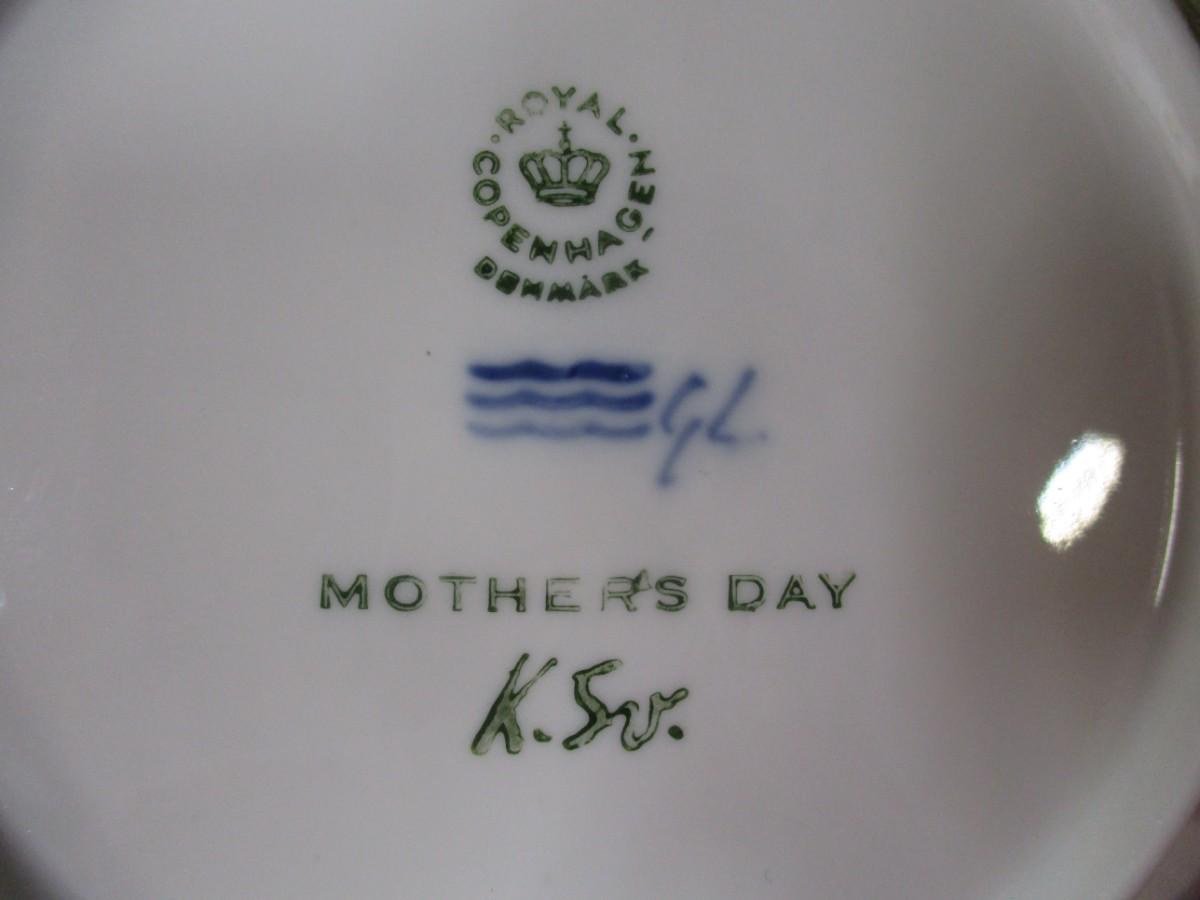 ROYAL
COPENHAGEN
DENMARK
GL.
MOTHER'S DAY
K.Sv.